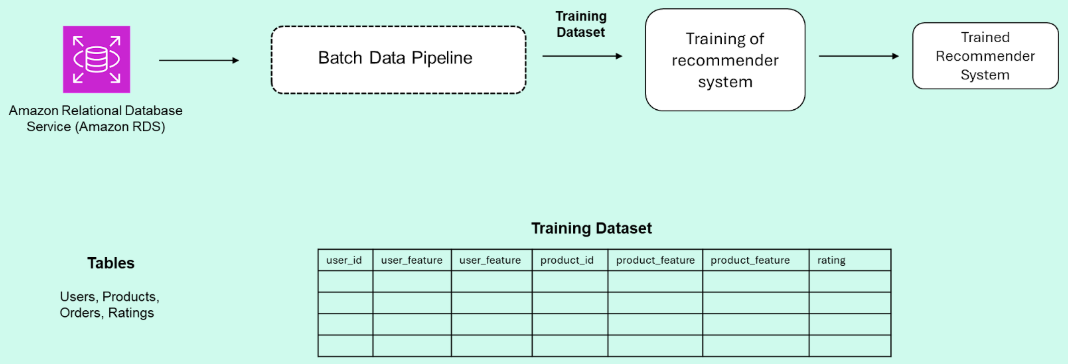 Training
Dataset
Batch Data Pipeline
Training of
recommender
system
Trained
Recommender
System
Amazon Relational Database
Service (Amazon RDS)
Training Dataset
Tables
Users, Products,
Orders, Ratings
user_id user_feature user_feature product_id product_feature product_feature rating